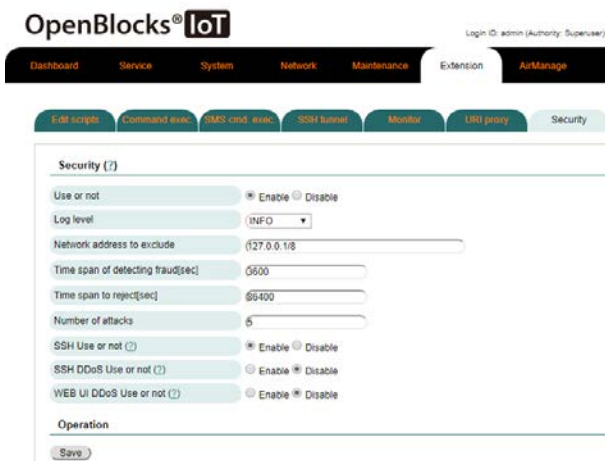 OpenBlocks® IoT
Login ID: admin (Authority: Superuser)
Dashboard Service System Network Maintenance Extension AirManage
Edit scripts Command exec. SMS cmd. exec. SSH tunnel Monitor URI proxy Security
Security (?)
Use or not Enable Disable
Log level INFO
Network address to exclude 127.0.0.1/8
Time span of detecting fraud[sec] 3600
Time span to reject[sec] 86400
Number of attacks 5
SSH Use or not (?) Enable Disable
SSH DDoS Use or not (?) Enable Disable
WEB UI DDoS Use or not (?) Enable Disable
Operation
Save